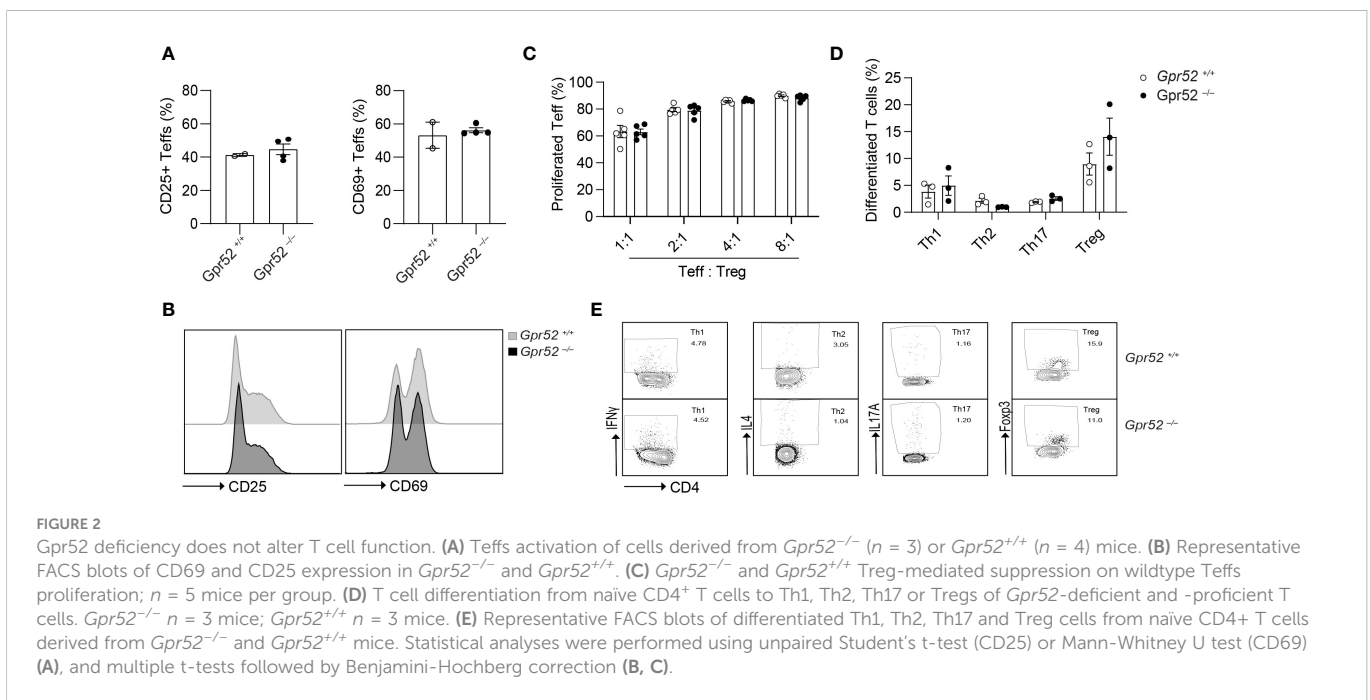 A
CD25+ Teffs (%)
80
60
40
20
0
Gpr52 +/+
Gpr52 −/−
CD69+ Teffs (%)
80
60
40
20
0
Gpr52 +/+
Gpr52 −/−
C
Proliferated Teff (%)
100
80
60
40
20
0
1:1
2:1
4:1
8:1
Teff : Treg
D
Differentiated T cells (%)
25
20
15
10
5
0
Th1
Th2
Th17
Treg
Gpr52 +/+
Gpr52 −/−
B
Gpr52 +/+
Gpr52 −/−
CD25
CD69
E
Th1
4.78
Th2
3.05
Th17
1.16
Treg
15.9
Gpr52 +/+
Th1
4.52
Th2
1.04
Th17
1.20
Treg
11.0
Gpr52 −/−
IFNγ
IL4
IL17A
Foxp3
CD4
FIGURE 2
Gpr52 deficiency does not alter T cell function. (A) Teffs activation of cells derived from Gpr52−/− (n = 3) or Gpr52+/+ (n = 4) mice. (B) Representative
FACS blots of CD69 and CD25 expression in Gpr52−/− and Gpr52+/+. (C) Gpr52−/− and Gpr52+/+ Treg-mediated suppression on wildtype Teffs
proliferation; n = 5 mice per group. (D) T cell differentiation from naïve CD4+ T cells to Th1, Th2, Th17 or Tregs of Gpr52-deficient and -proficient T
cells. Gpr52−/− n = 3 mice; Gpr52+/+ n = 3 mice. (E) Representative FACS blots of differentiated Th1, Th2, Th17 and Treg cells from naïve CD4+ T cells
derived from Gpr52−/− and Gpr52+/+ mice. Statistical analyses were performed using unpaired Student's t-test (CD25) or Mann-Whitney U test (CD69)
(A), and multiple t-tests followed by Benjamini-Hochberg correction (B, C).